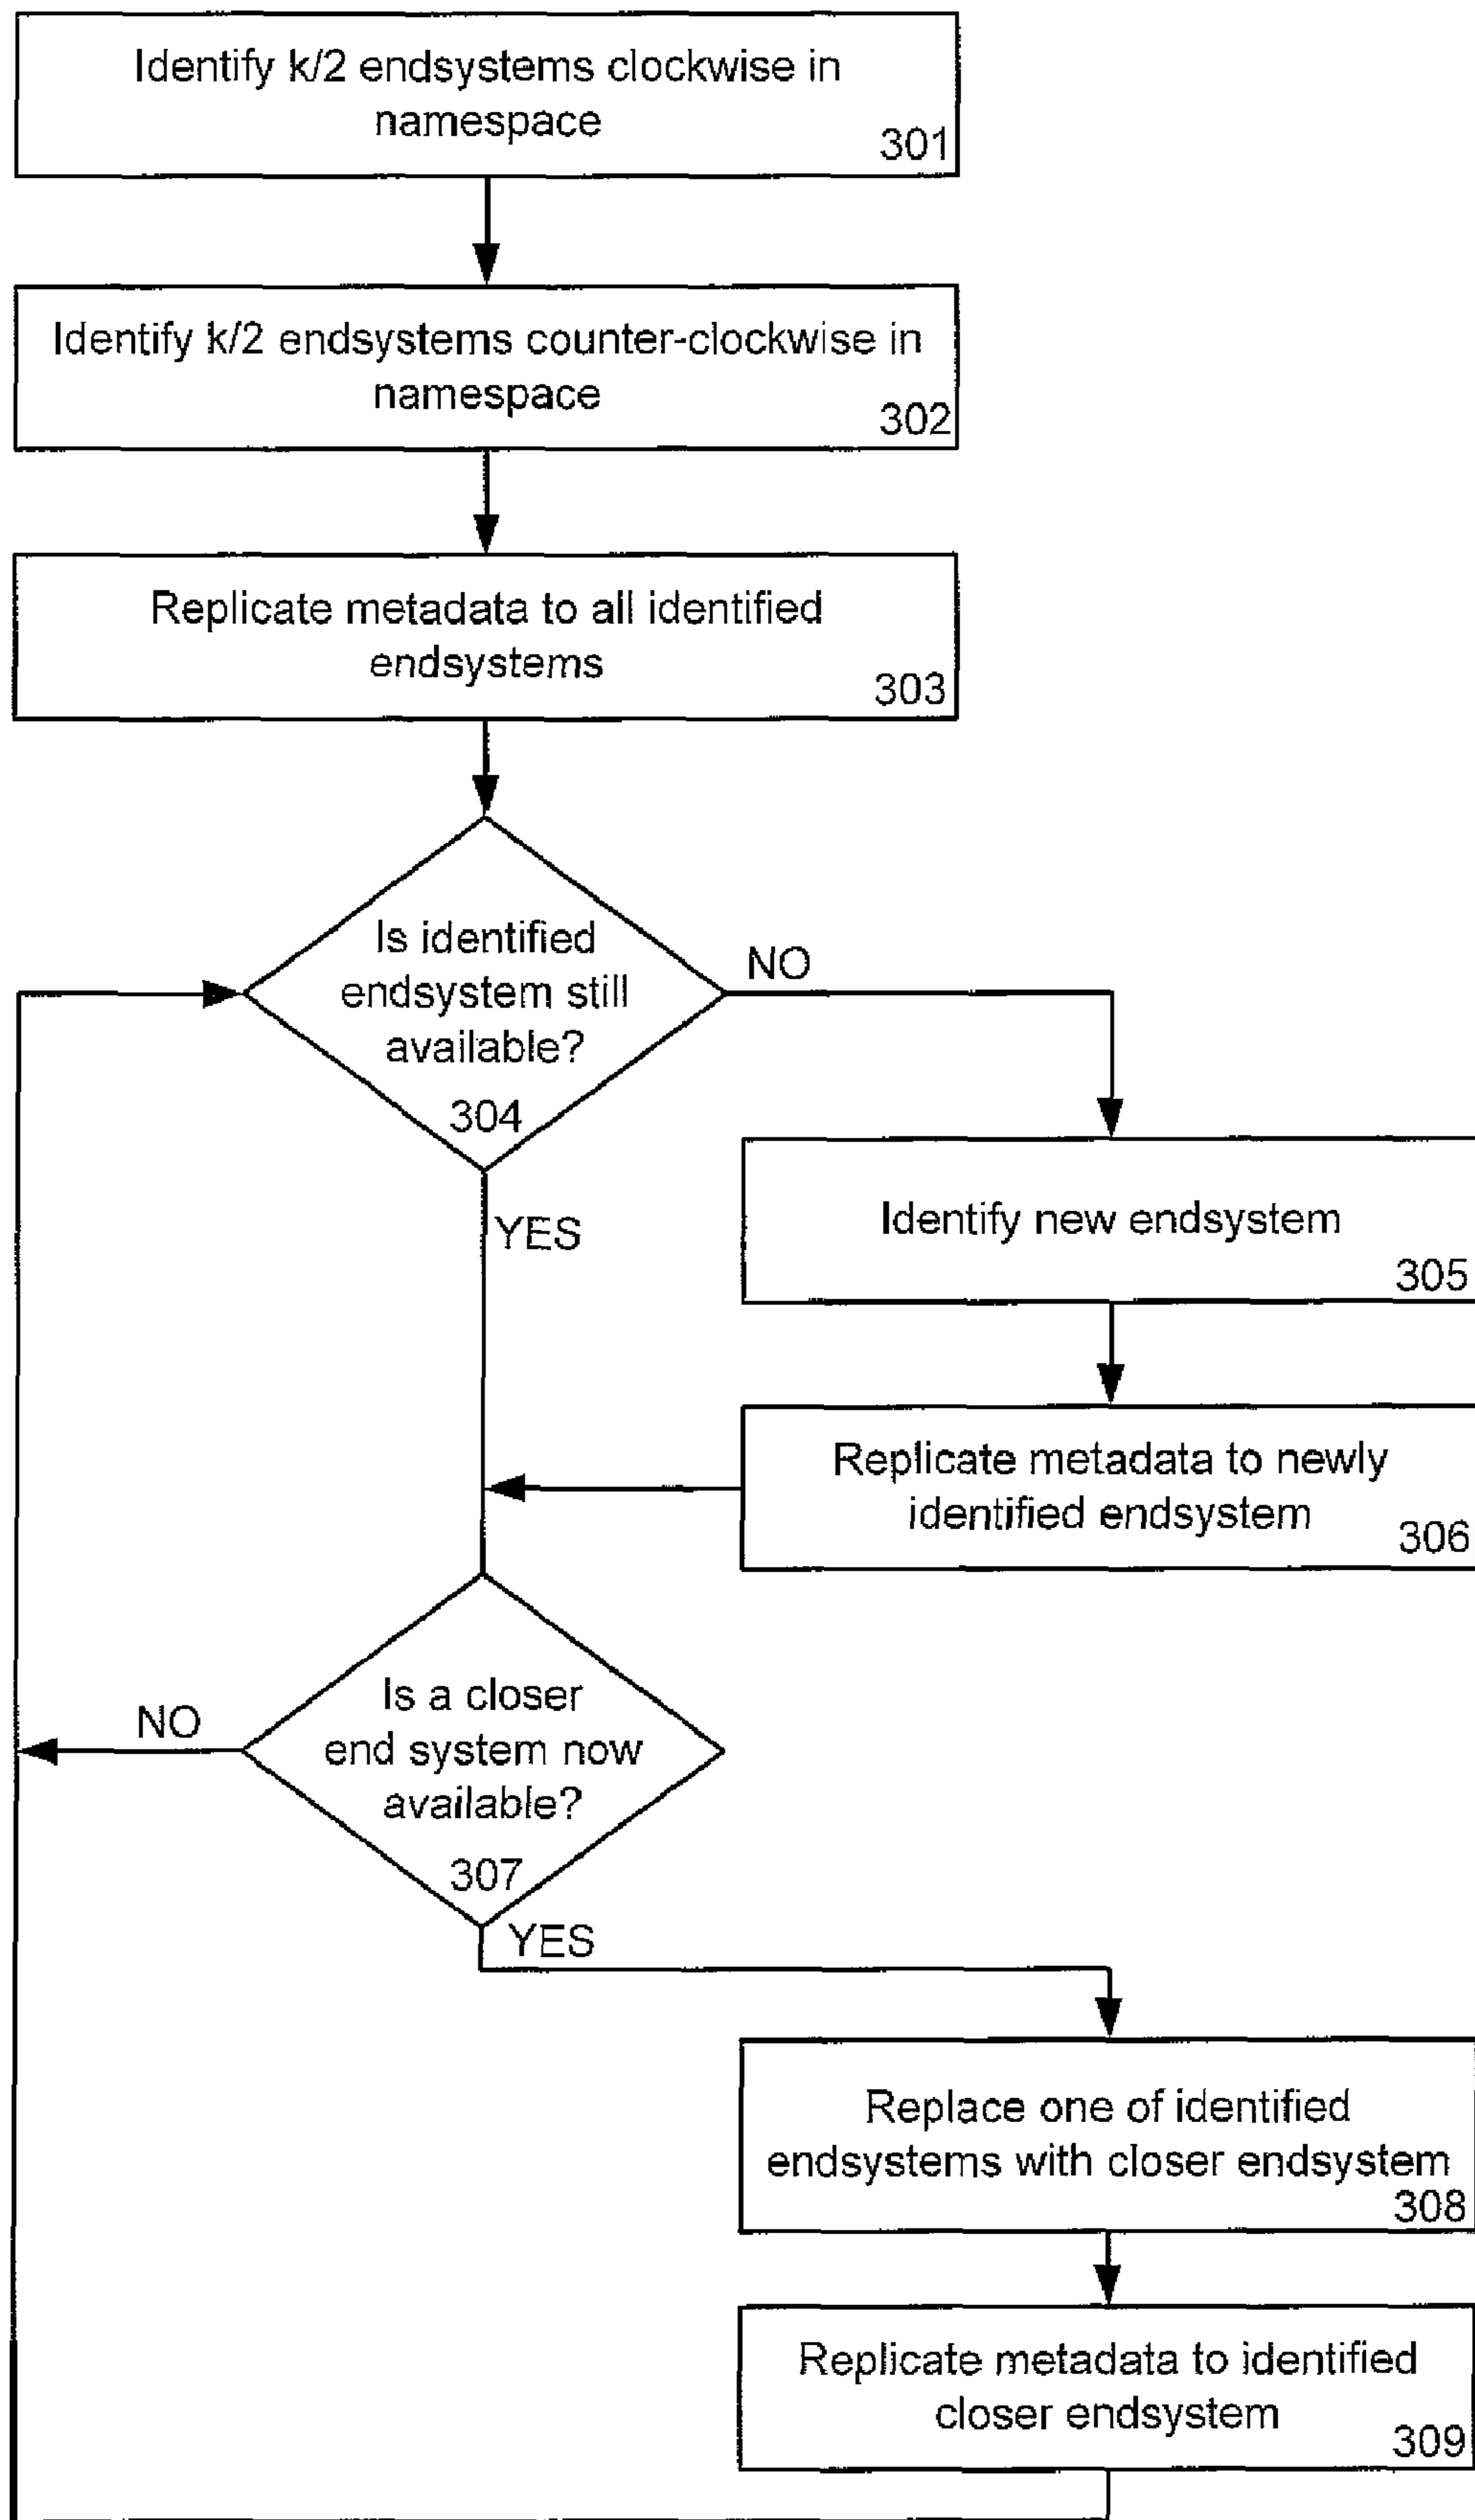 Identify k/2 endsystems clockwise in
namespace
301
Identify k/2 endsystems counter-clockwise in
namespace
302
Replicate metadata to all identified
endsystems
303
Is identified
endsystem still
available?
304
NO
YES
Identify new endsystem
305
Replicate metadata to newly
identified endsystem
306
Is a closer
end system now
available?
307
NO
YES
Replace one of identified
endsystems with closer endsystem
308
Replicate metadata to identified
closer endsystem
309